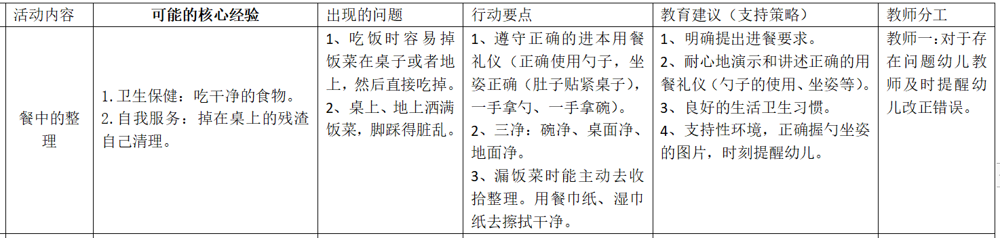 活动内容
可能的核心经验
出现的问题
行动要点
教育建议（支持策略）
教师分工
餐中的整
理
1.卫生保健：吃干净的食物。
2.自我服务：掉在桌上的残渣
自己清理。
1、吃饭时容易掉
饭菜在桌子或者地
上，然后直接吃掉。
2、桌上、地上洒满
饭菜，脚踩得脏乱。
1、遵守正确的进本用餐
礼仪（正确使用勺子，坐
姿正确（肚子贴紧桌子），
一手拿勺、一手拿碗）。
2、三净：碗净、桌面净、
地面净。
3、漏饭菜时能主动去收
拾整理。用餐巾纸、湿巾
纸去擦拭干净。
1、明确提出进餐要求。
2、耐心地演示和讲述正确的用
餐礼仪（勺子的使用、坐姿等）。
3、良好的生活卫生习惯。
4、支持性环境，正确握勺坐姿
的图片，时刻提醒幼儿。
教师一：对于存
在问题幼儿教
师及时提醒幼
儿改正错误。